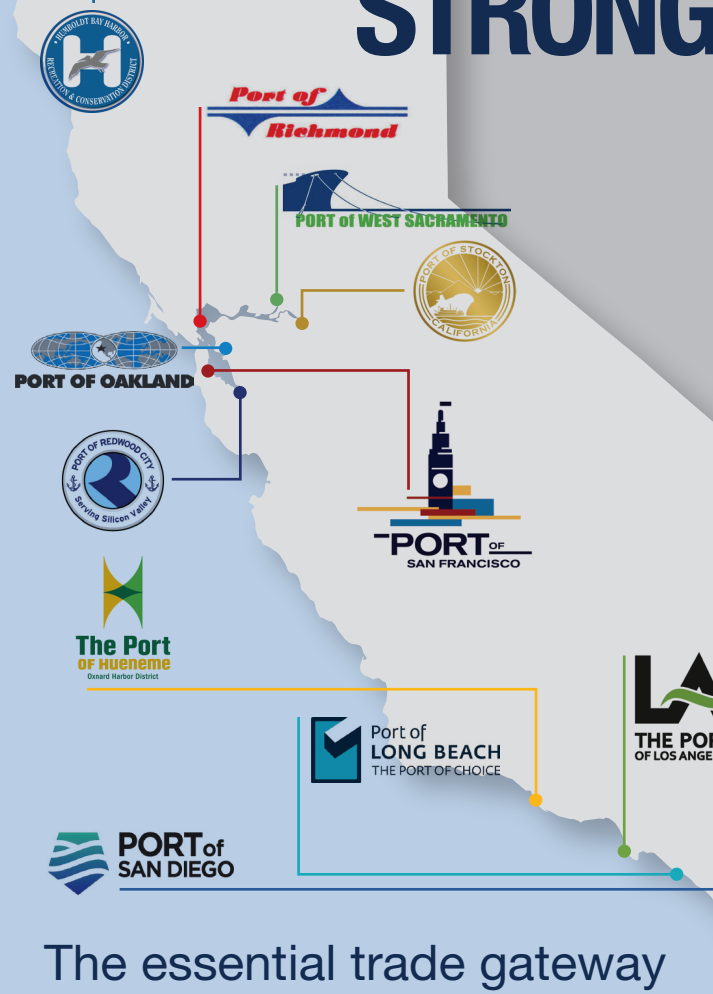 STRONG
HUMBOLDT BAY HARBOR
H
RECREATION & CONSERVATION DISTRICT
Port of
Richmond
PORT of WEST SACRAMENTO
PORT OF STOCKTON
CALIFORNIA
PORT OF OAKLAND
PORT OF REDWOOD CITY
Serving Silicon Valley
PORT OF
SAN FRANCISCO
The Port
OF HUENEME
Oxnard Harbor District
LA
THE POR
OF LOS ANGE
Port of
LONG BEACH
THE PORT OF CHOICE
PORT of
SAN DIEGO
The essential trade gateway